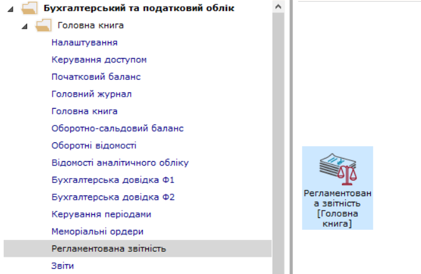 Бухгалтерський та податковий облік
Головна книга
Налаштування
Керування доступом
Початковий баланс
Головний журнал
Головна книга
Оборотно-сальдовий баланс
Оборотні відомості
Відомості аналітичного обліку
Бухгалтерська довідка Ф1
Бухгалтерська довідка Ф2
Керування періодами
Меморіальні ордери
Регламентована звітність
Звіти
Регламентован
а звітність
[Головна
книга]